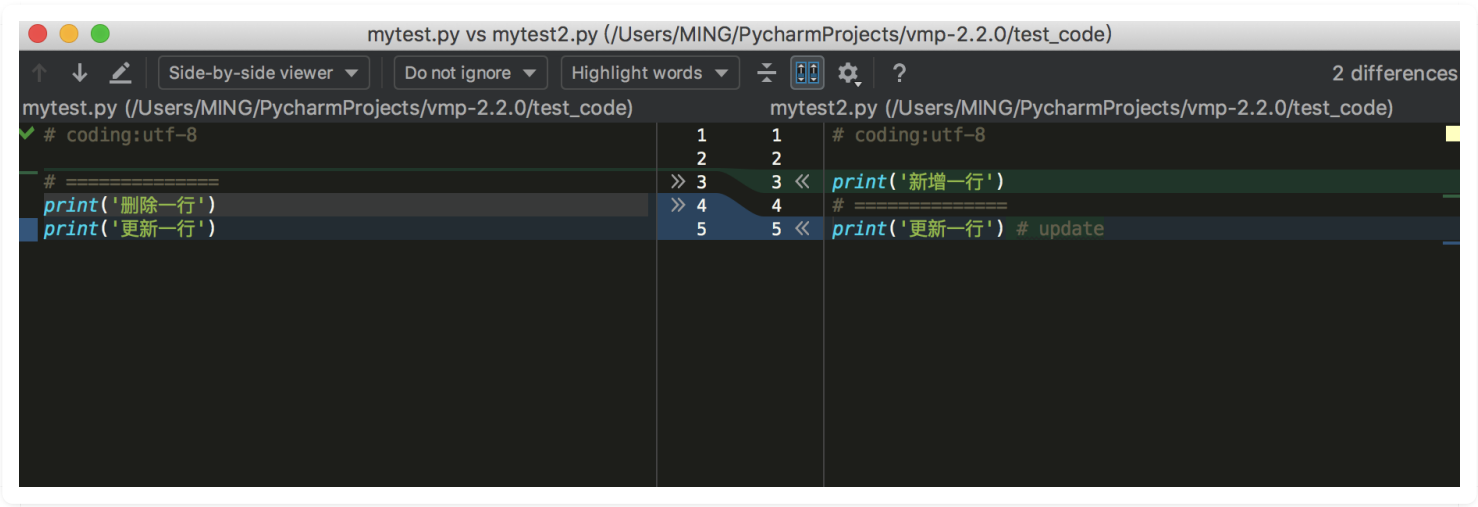 mytest.py vs mytest2.py (/Users/MING/PycharmProjects/vmp-2.2.0/test_code)
Side-by-side viewer Do not ignore Highlight words ? 2 differences
mytest.py (/Users/MING/PycharmProjects/vmp-2.2.0/test_code) mytest2.py (/Users/MING/PycharmProjects/vmp-2.2.0/test_code)
# coding:utf-8 1 1 # coding:utf-8
2 2
# ============== >> 3 3 << print('新增一行')
print('删除一行') >> 4 4 # ==============
print('更新一行') 5 5 << print('更新一行') # update